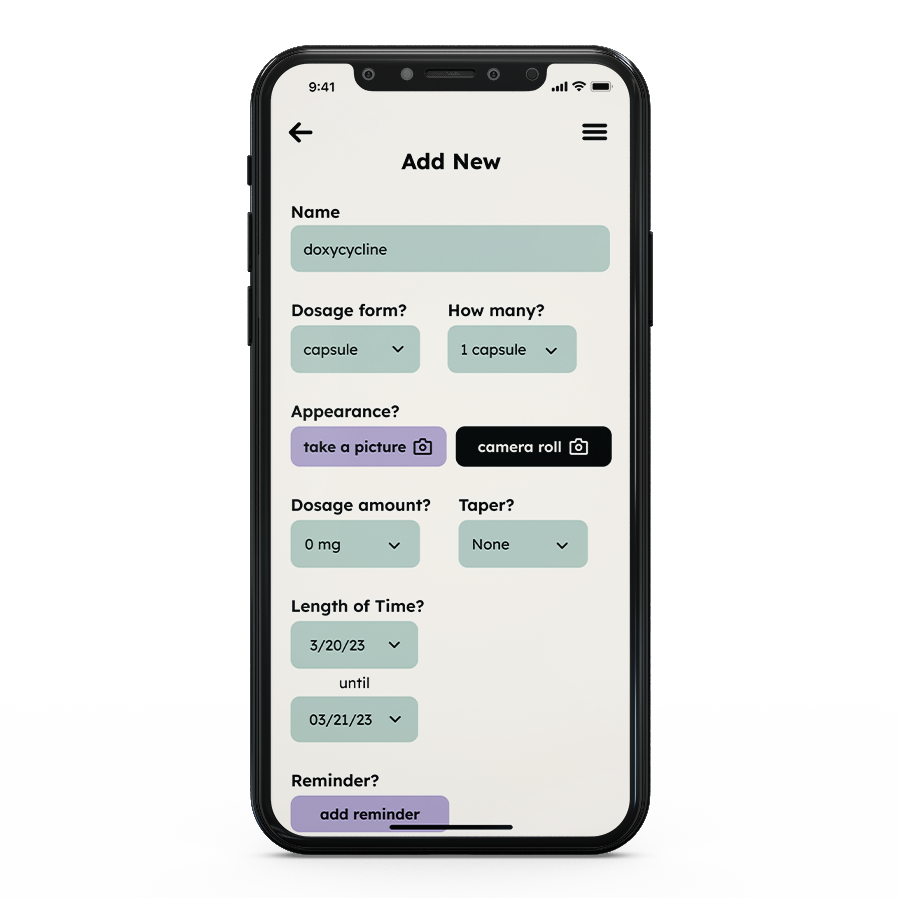 9:41
Add New
Name
doxycycline
Dosage form? How many?
capsule 1 capsule
Appearance?
take a picture camera roll
Dosage amount? Taper?
0 mg None
Length of Time?
3/20/23
until
03/21/23
Reminder?
add reminder